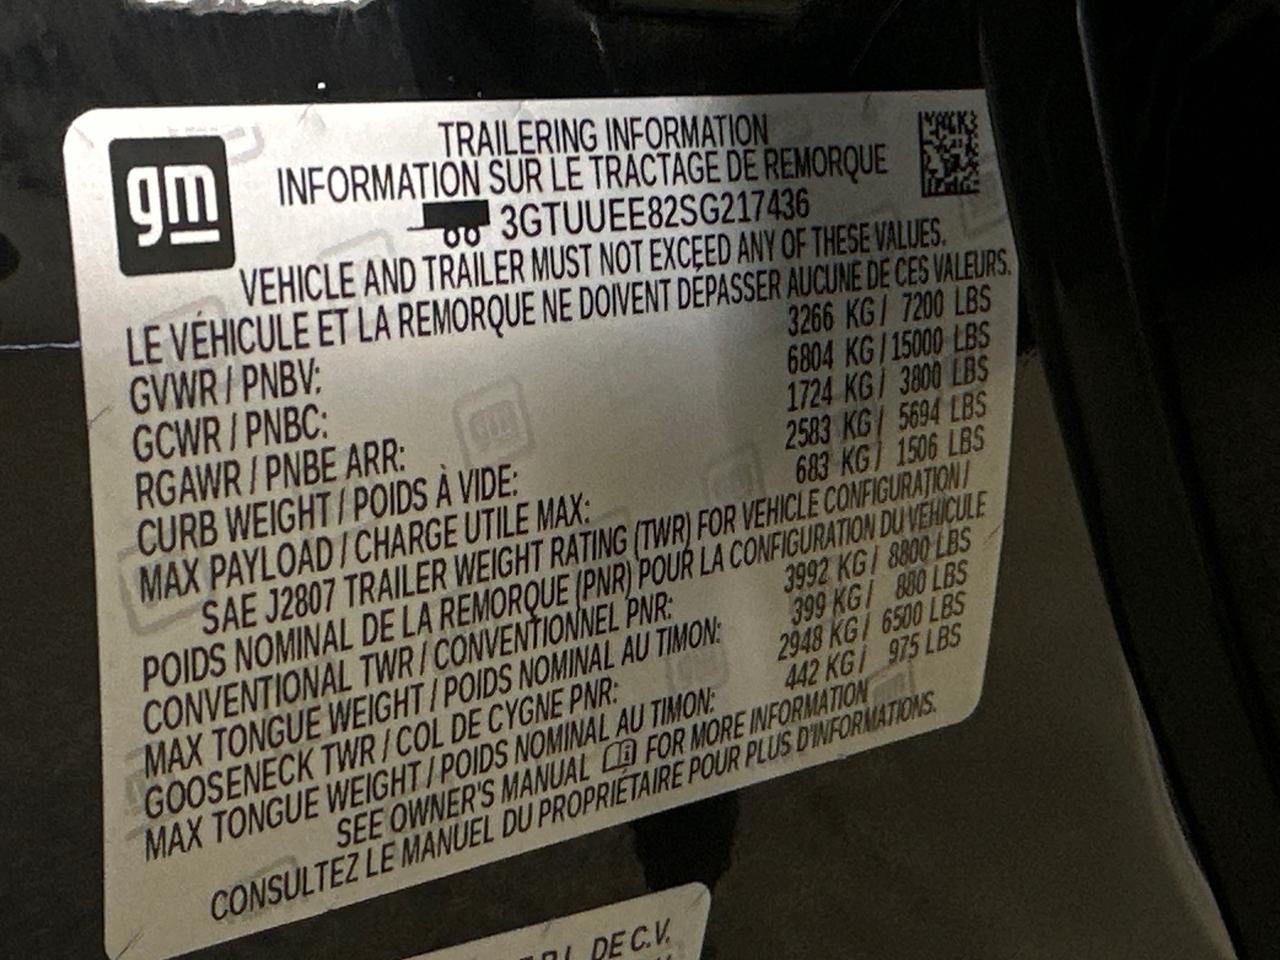 gm
TRAILERING INFORMATION
INFORMATION SUR LE TRACTAGE DE REMORQUE
3GTUUEE82SG217436
VEHICLE AND TRAILER MUST NOT EXCEED ANY OF THESE VALUES.
LE VÉHICULE ET LA REMORQUE NE DOIVENT DÉPASSER AUCUNE DE CES VALEURS.
GVWR / PNBV: 3266 KG / 7200 LBS
GCWR / PNBC: 6804 KG / 15000 LBS
RGAWR / PNBE ARR: 1724 KG / 3800 LBS
CURB WEIGHT / POIDS À VIDE: 2583 KG / 5694 LBS
MAX PAYLOAD / CHARGE UTILE MAX: 683 KG / 1506 LBS
SAE J2807 TRAILER WEIGHT RATING (TWR) FOR VEHICLE CONFIGURATION /
POIDS NOMINAL DE LA REMORQUE (PNR) POUR LA CONFIGURATION DU VÉHICULE
CONVENTIONAL TWR / CONVENTIONNEL PNR: 3992 KG / 8800 LBS
MAX TONGUE WEIGHT / POIDS NOMINAL AU TIMON: 399 KG / 880 LBS
GOOSENECK TWR / COL DE CYGNE PNR: 2948 KG / 6500 LBS
MAX TONGUE WEIGHT / POIDS NOMINAL AU TIMON: 442 KG / 975 LBS
SEE OWNER'S MANUAL FOR MORE INFORMATION
CONSULTEZ LE MANUEL DU PROPRIÉTAIRE POUR PLUS D'INFORMATIONS.
DE C.V.